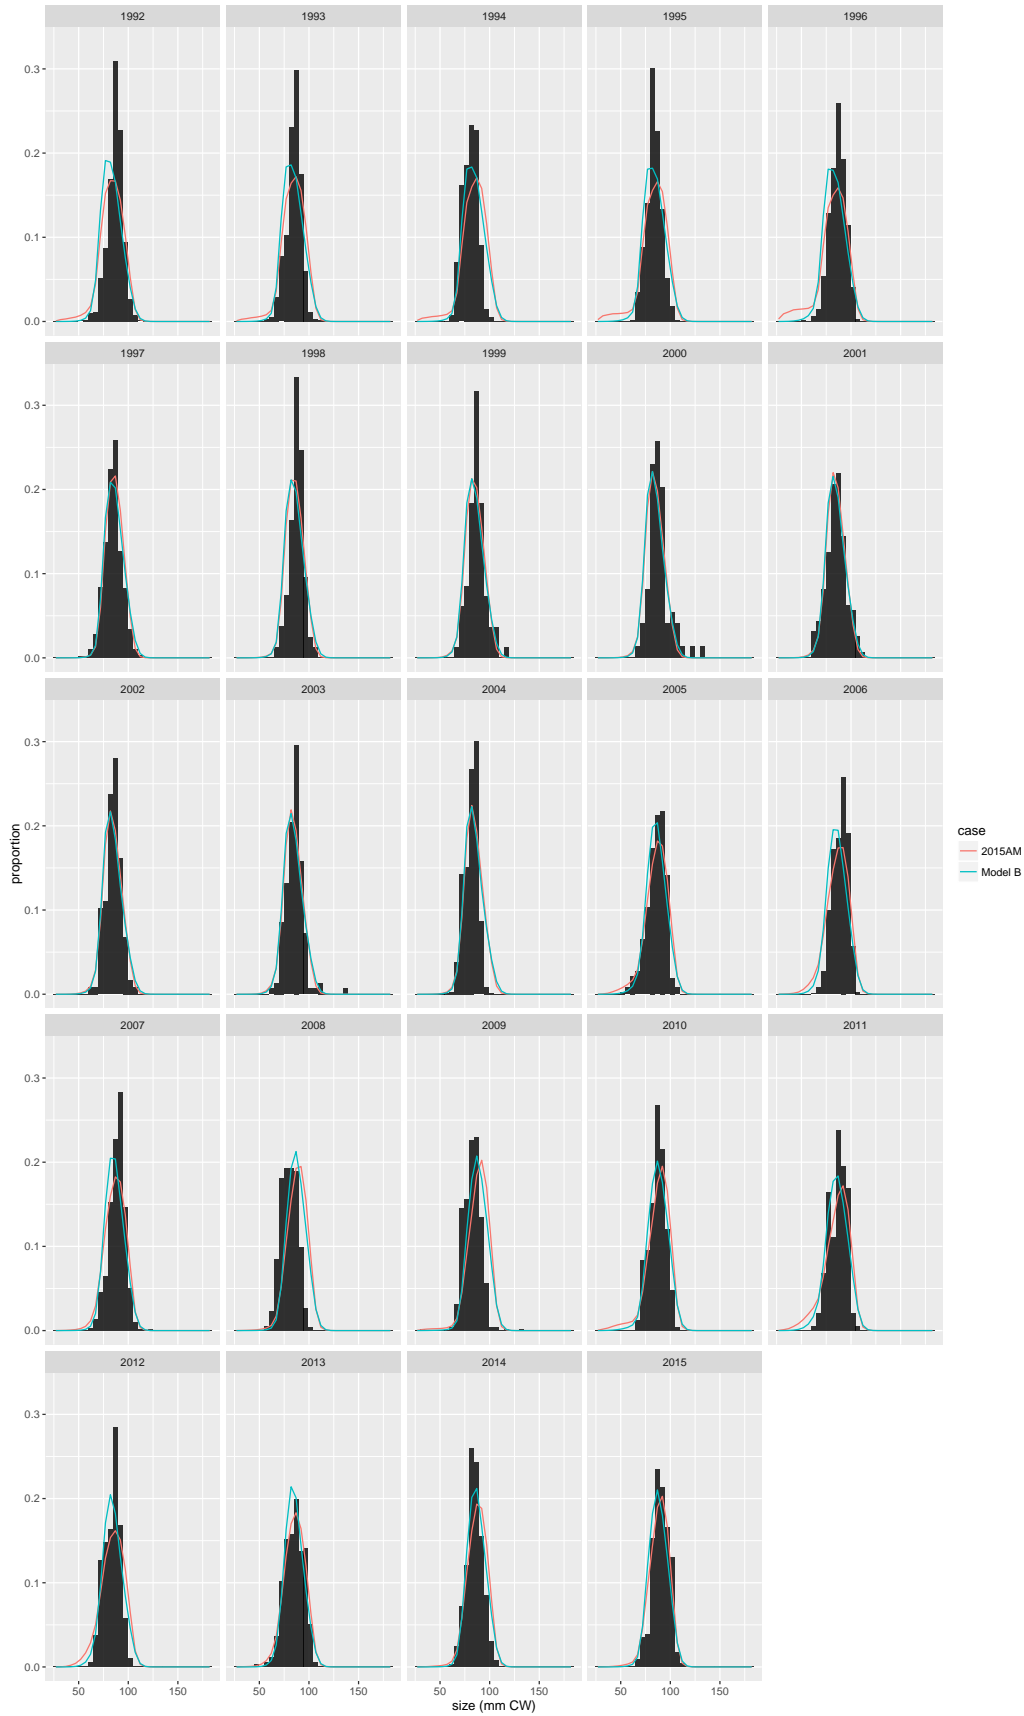 1992 1993 1994 1995 1996
0.3
0.2
0.1
0.0
1997 1998 1999 2000 2001
0.3
0.2
0.1
0.0
2002 2003 2004 2005 2006
0.3
0.2
0.1
0.0
proportion
case
2015AM
Model B
2007 2008 2009 2010 2011
0.3
0.2
0.1
0.0
2012 2013 2014 2015
0.3
0.2
0.1
0.0
50 100 150 50 100 150 50 100 150 50 100 150
size (mm CW)